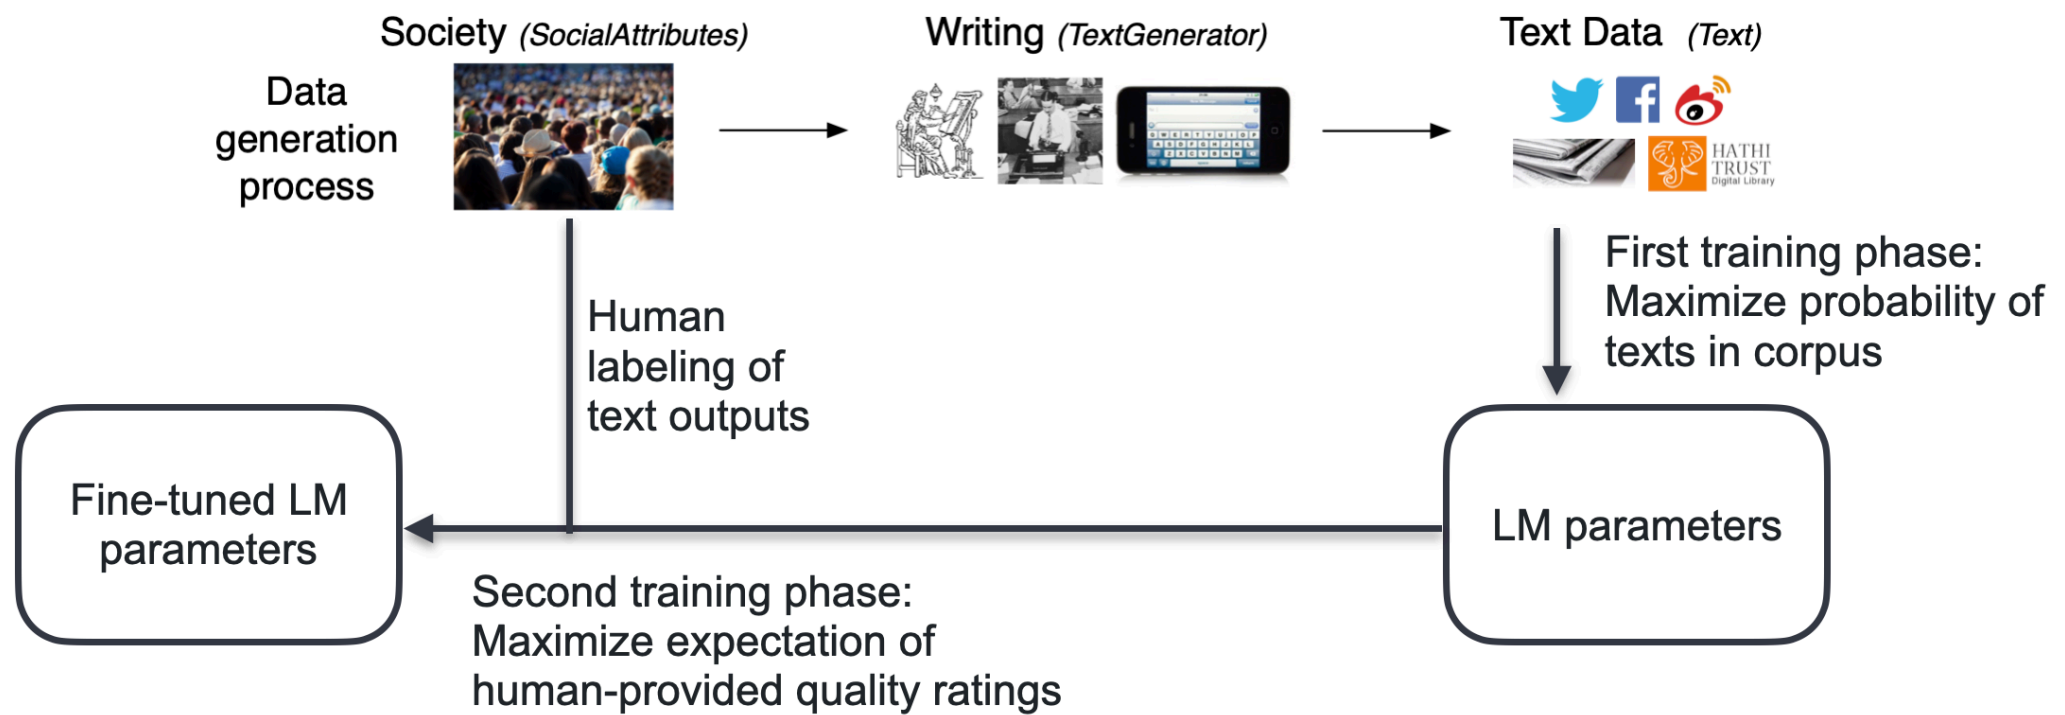 Society (SocialAttributes)
Writing (TextGenerator)
Text Data (Text)
Data
generation
process
HATHI
TRUST
Digital Library
First training phase:
Maximize probability of
texts in corpus
Human
labeling of
text outputs
Fine-tuned LM
parameters
LM parameters
Second training phase:
Maximize expectation of
human-provided quality ratings